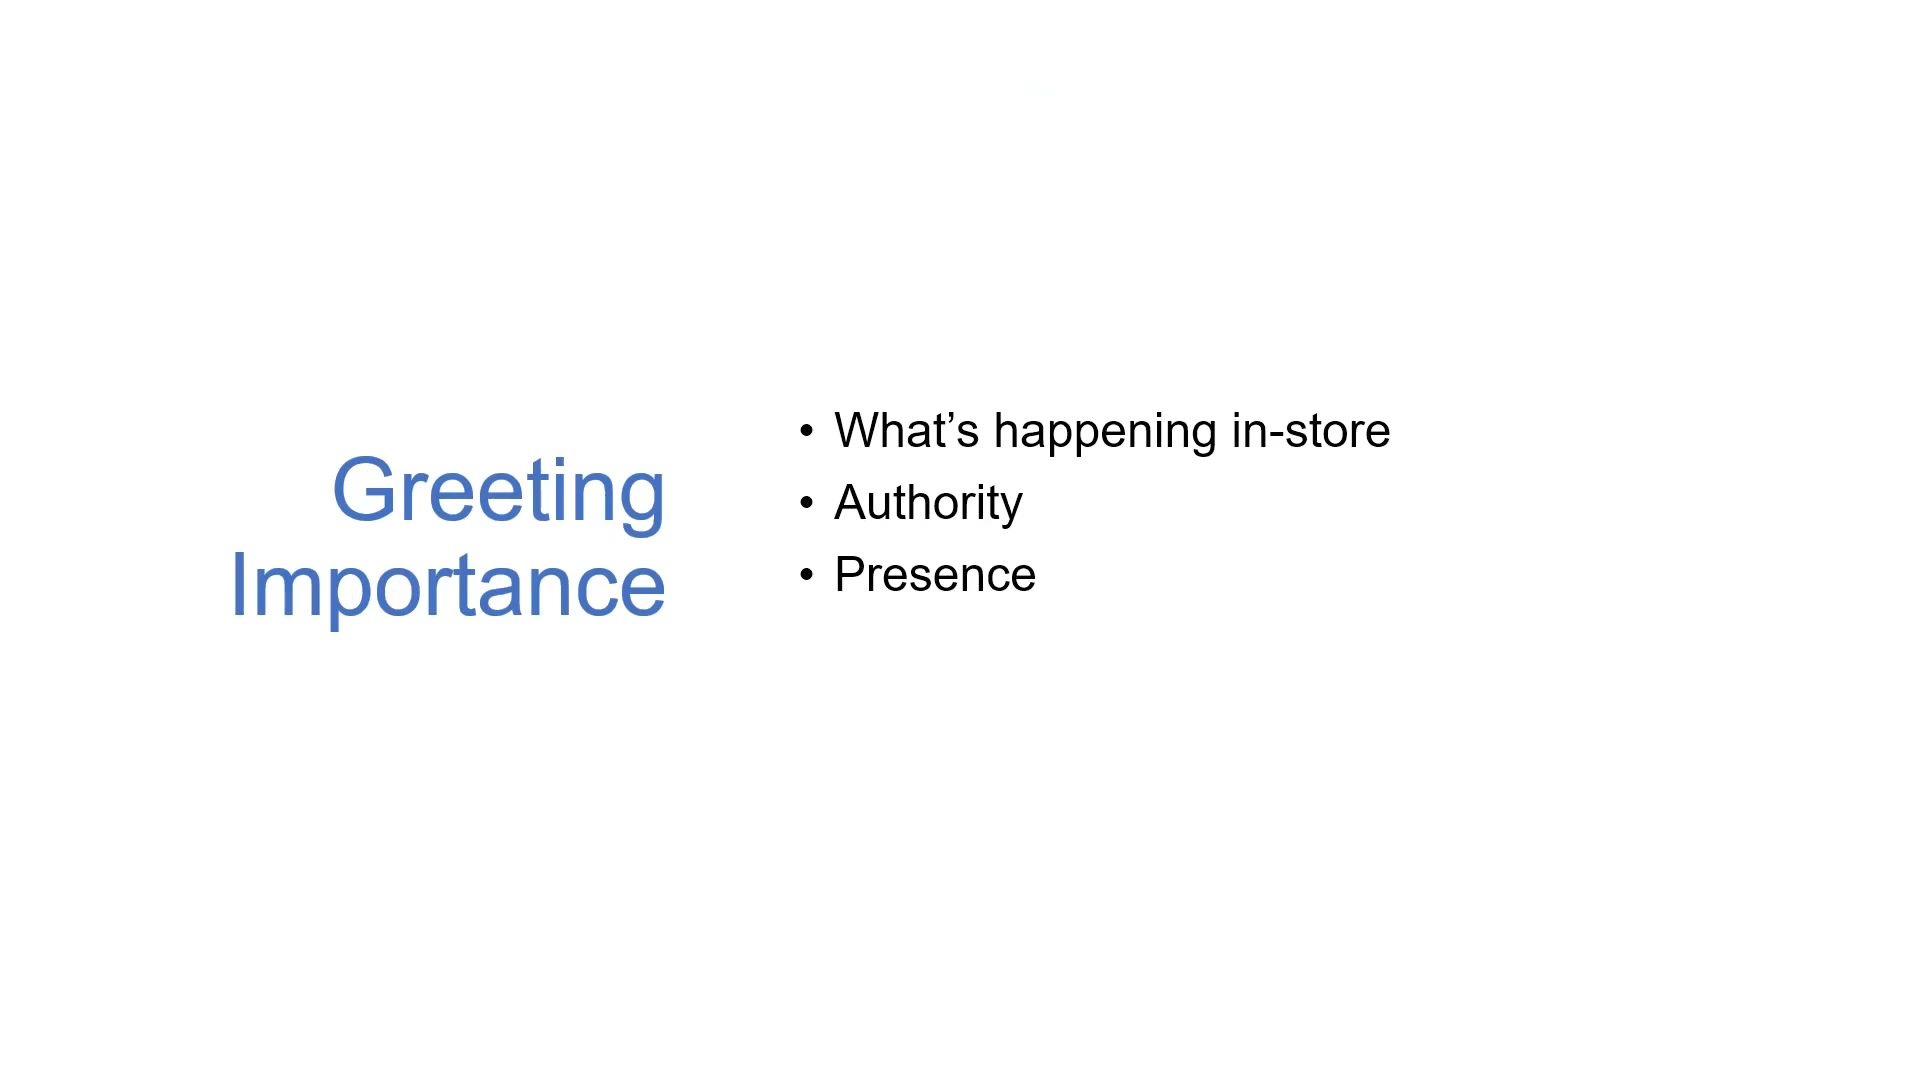 Greeting
Importance
• What’s happening in-store
• Authority
• Presence